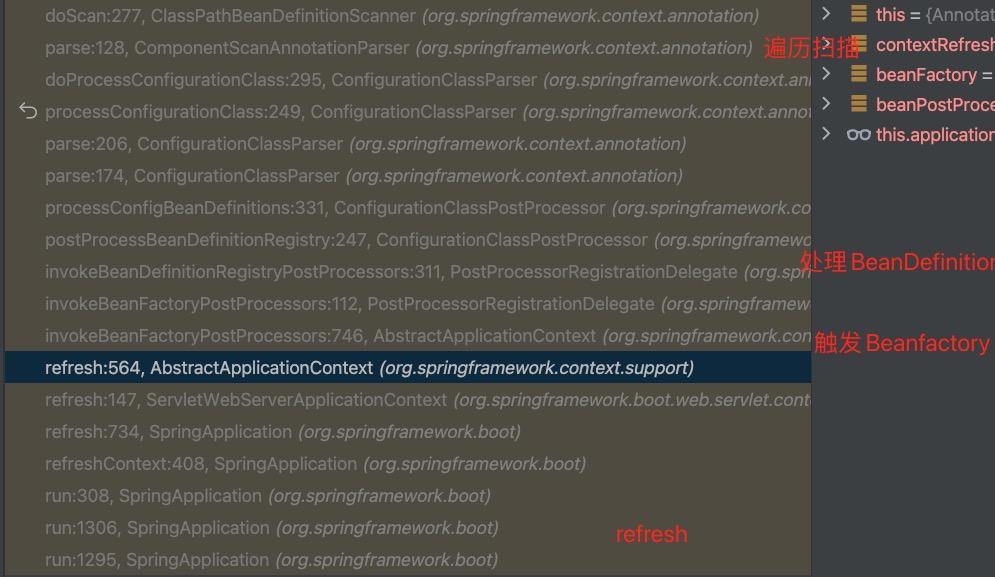 doScan:277, ClassPathBeanDefinitionScanner (org.springframework.context.annotation)
parse:128, ComponentScanAnnotationParser (org.springframework.context.annotation)
遍历扫描
doProcessConfigurationClass:295, ConfigurationClassParser (org.springframework.context.an
processConfigurationClass:249, ConfigurationClassParser (org.springframework.context.annot
parse:206, ConfigurationClassParser (org.springframework.context.annotation)
parse:174, ConfigurationClassParser (org.springframework.context.annotation)
processConfigBeanDefinitions:331, ConfigurationClassPostProcessor (org.springframework.co
postProcessBeanDefinitionRegistry:247, ConfigurationClassPostProcessor (org.springframewo
invokeBeanDefinitionRegistryPostProcessors:311, PostProcessorRegistrationDelegate (org.spr
处理BeanDefinition
invokeBeanFactoryPostProcessors:112, PostProcessorRegistrationDelegate (org.springframew
invokeBeanFactoryPostProcessors:746, AbstractApplicationContext (org.springframework.con
触发Beanfactory
refresh:564, AbstractApplicationContext (org.springframework.context.support)
refresh:147, ServletWebServerApplicationContext (org.springframework.boot.web.servlet.cont
refresh:734, SpringApplication (org.springframework.boot)
refreshContext:408, SpringApplication (org.springframework.boot)
run:308, SpringApplication (org.springframework.boot)
run:1306, SpringApplication (org.springframework.boot)
refresh
run:1295, SpringApplication (org.springframework.boot)
this = {Annotat
contextRefresh
beanFactory =
beanPostProce
this.application